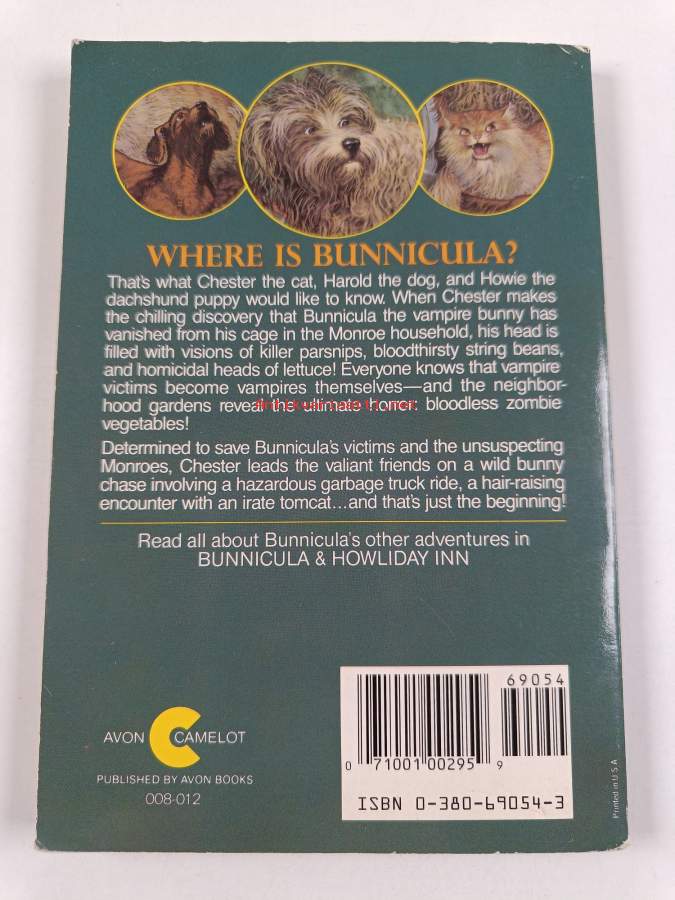 WHERE IS BUNNICULA?
That's what Chester the cat, Harold the dog, and Howie the
dachshund puppy would like to know. When Chester makes
the chilling discovery that Bunnicula the vampire bunny has
vanished from his cage in the Monroe household, his head is
filled with visions of killer parsnips, bloodthirsty string beans,
and homicidal heads of lettuce! Everyone knows that vampire
victims become vampires themselves—and the neighbor-
hood gardens reveal the ultimate horror: bloodless zombie
vegetables!
Determined to save Bunnicula's victims and the unsuspecting
Monroes, Chester leads the valiant friends on a wild bunny
chase involving a hazardous garbage truck ride, a hair-raising
encounter with an irate tomcat...and that's just the beginning!
Read all about Bunnicula's other adventures in
BUNNICULA & HOWLIDAY INN
AVON CAMELOT
PUBLISHED BY AVON BOOKS
008-012
69054
0 71001 00295 9
ISBN 0-380-69054-3
Printed in U.S.A.